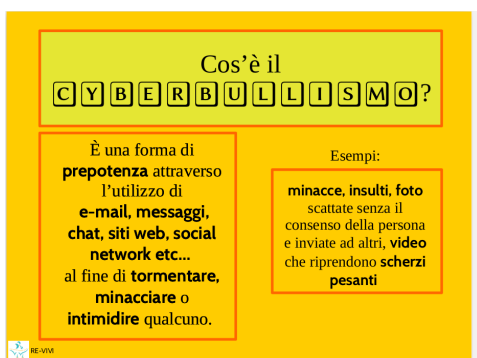 Cos'è il
CYBERBULLISMO?
È una forma di
prepotenza attraverso
l'utilizzo di
e-mail, messaggi,
chat, siti web, social
network etc...
al fine di tormentare,
minacciare o
intimidire qualcuno.
Esempi:
minacce, insulti, foto
scattate senza il
consenso della persona
e inviate ad altri, video
che riprendono scherzi
pesanti
RE-VIVI